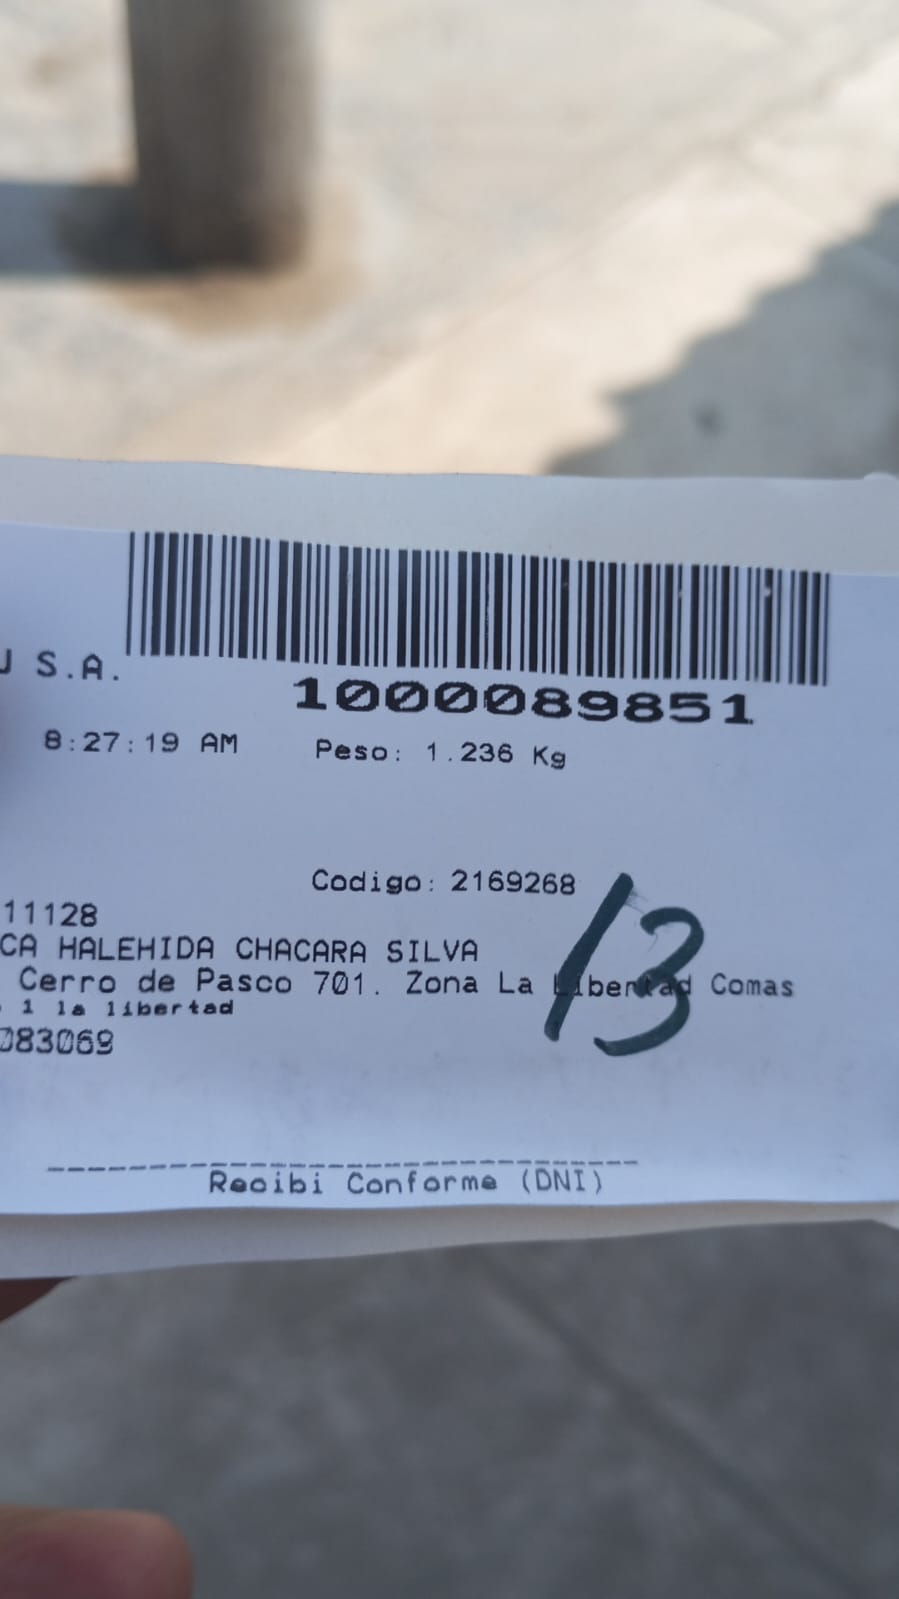 S.A.
1000089851
8:27:19 AM Peso: 1.236 Kg
Codigo: 2169268
13
11128
CA HALEHIDA CHACARA SILVA
Cerro de Pasco 701. Zona La Libertad Comas
1 la libertad
083069
Recibi Conforme (DNI)